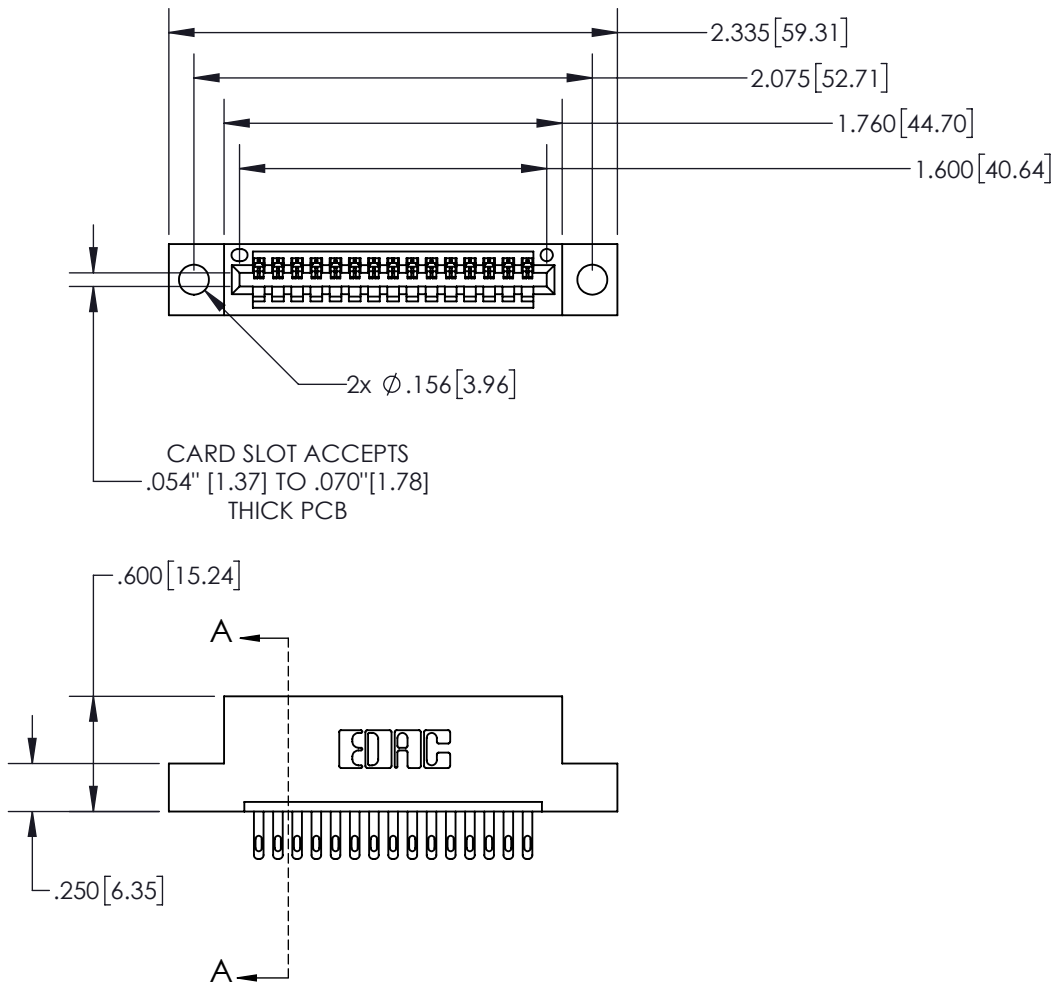 2.335[59.31]
2.075[52.71]
1.760[44.70]
1.600[40.64]
2x ∅.156[3.96]
CARD SLOT ACCEPTS
.054" [1.37] TO .070"[1.78]
THICK PCB
.600[15.24]
A
EDAC
.250[6.35]
A